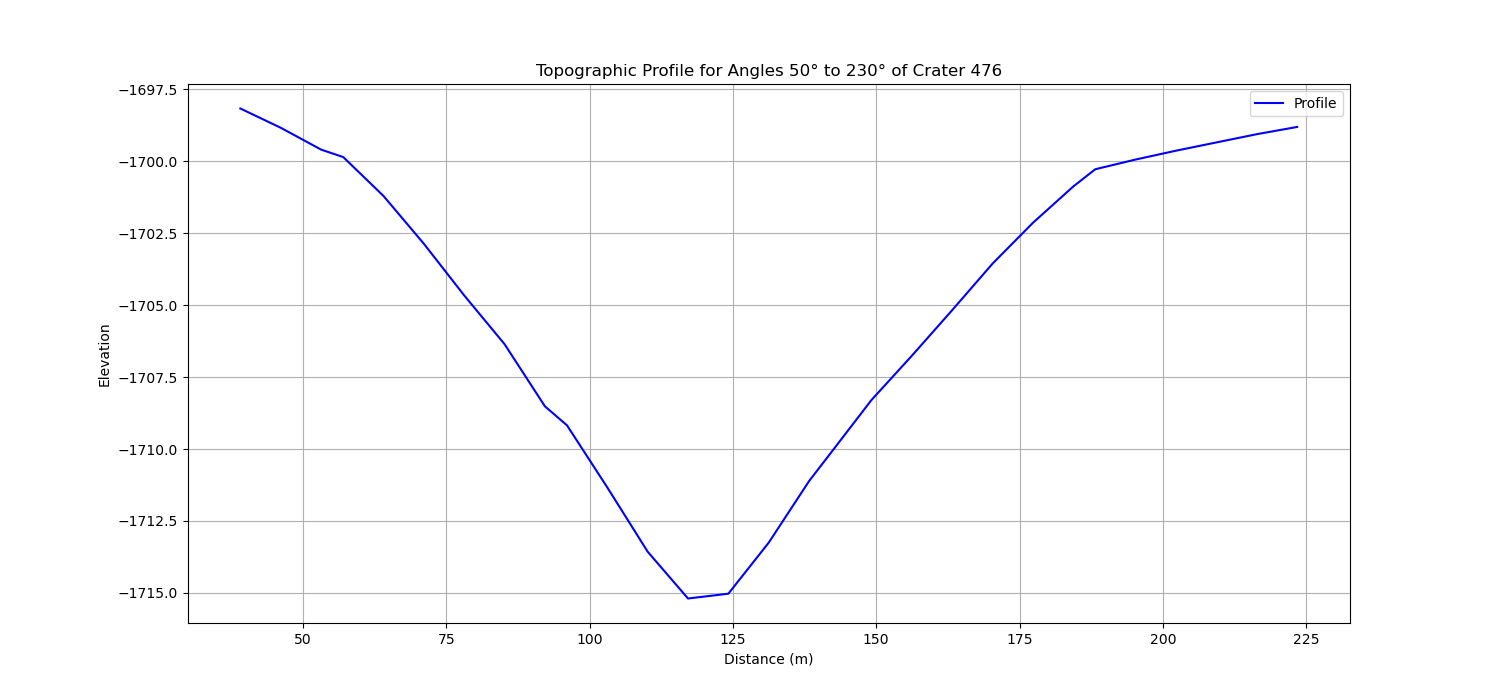 Topographic Profile for Angles 50° to 230° of Crater 476
Profile
Elevation
−1697.5
−1700.0
−1702.5
−1705.0
−1707.5
−1710.0
−1712.5
−1715.0
50 75 100 125 150 175 200 225
Distance (m)